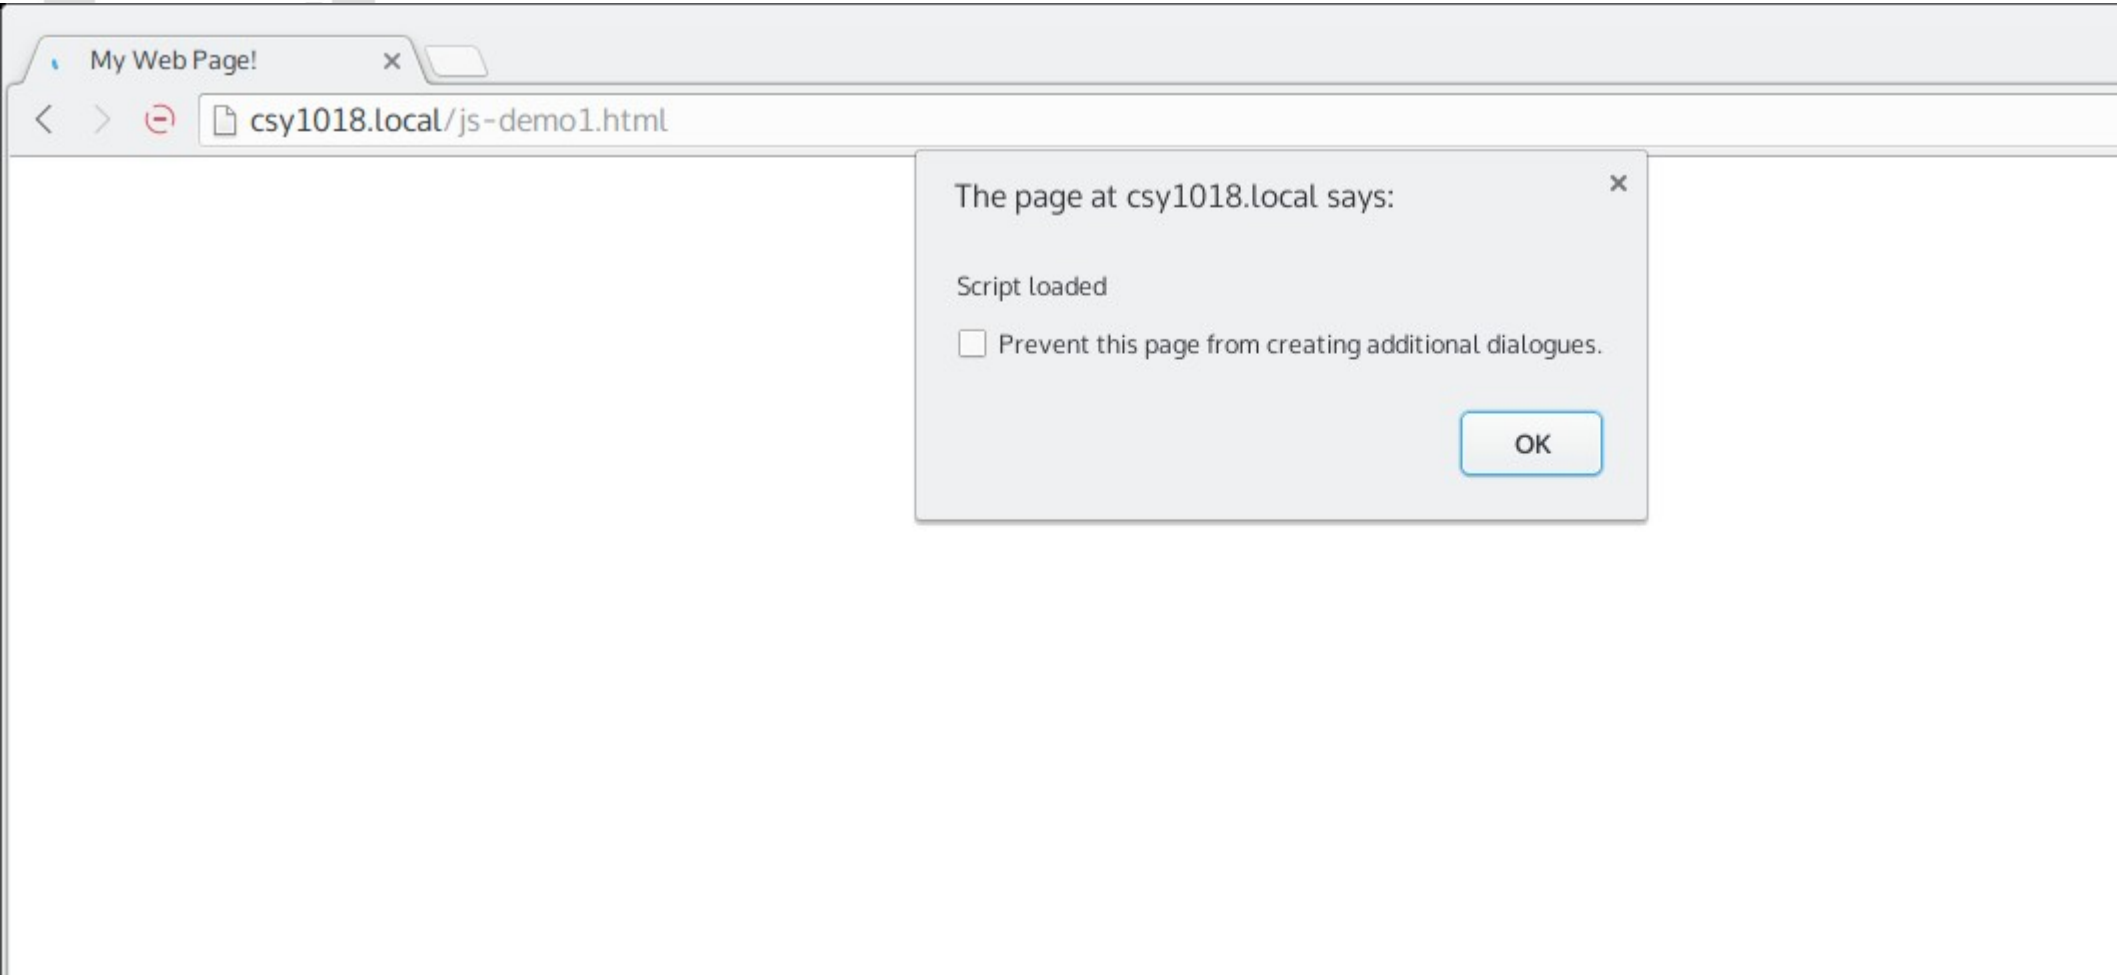 My Web Page!
csy1018.local/js-demo1.html
The page at csy1018.local says:
Script loaded
Prevent this page from creating additional dialogues.
OK